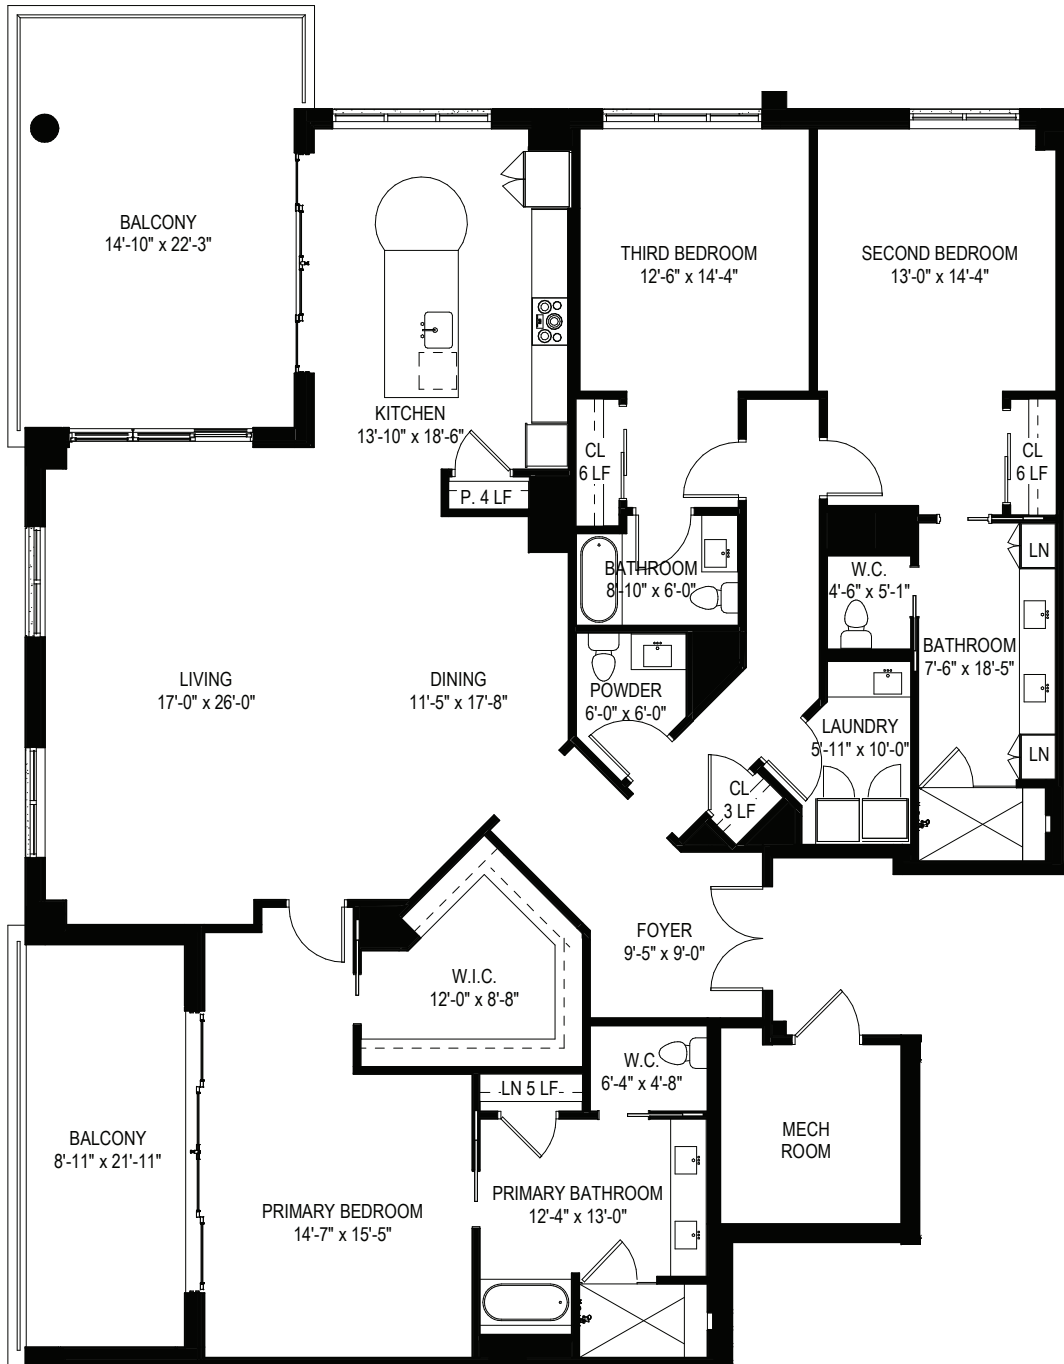 BALCONY
14'-10" x 22'-3"
THIRD BEDROOM
12'-6" x 14'-4"
SECOND BEDROOM
13'-0" x 14'-4"
KITCHEN
13'-10" x 18'-6"
CL
6 LF
CL
6 LF
P. 4 LF
BATHROOM
8'-10" x 6'-0"
W.C.
4'-6" x 5'-1"
LN
BATHROOM
7'-6" x 18'-5"
LIVING
17'-0" x 26'-0"
DINING
11'-5" x 17'-8"
POWDER
6'-0" x 6'-0"
LAUNDRY
5'-11" x 10'-0"
LN
CL
3 LF
FOYER
9'-5" x 9'-0"
W.I.C.
12'-0" x 8'-8"
W.C.
6'-4" x 4'-8"
LN 5 LF
BALCONY
8'-11" x 21'-11"
MECH
ROOM
PRIMARY BEDROOM
14'-7" x 15'-5"
PRIMARY BATHROOM
12'-4" x 13'-0"